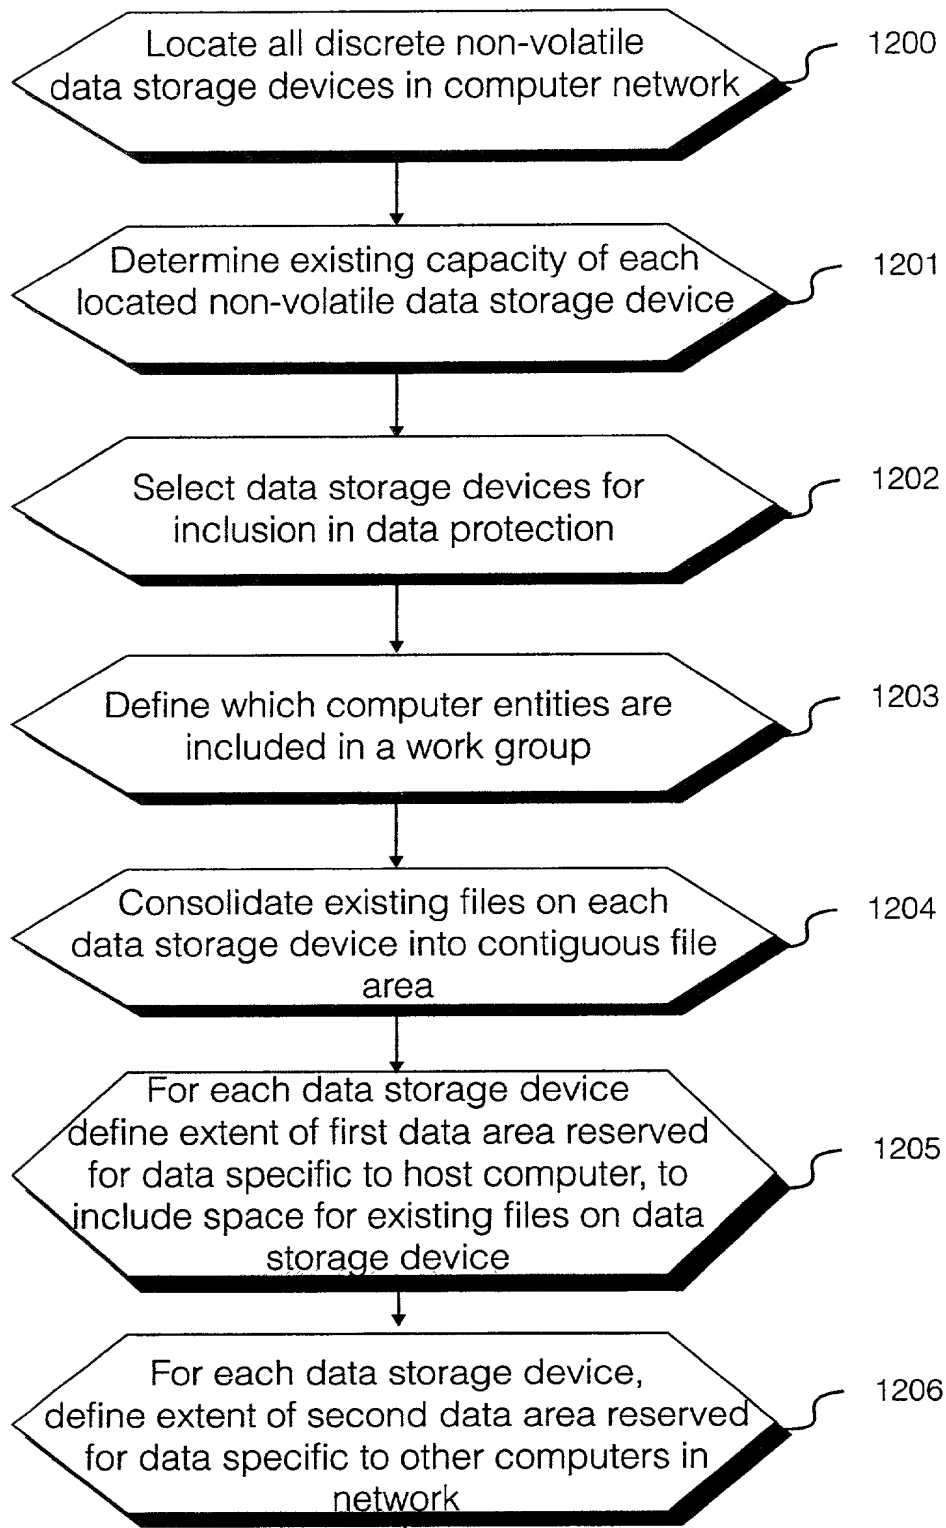 Locate all discrete non-volatile
data storage devices in computer network
1200
Determine existing capacity of each
located non-volatile data storage device
1201
Select data storage devices for
inclusion in data protection
1202
Define which computer entities are
included in a work group
1203
Consolidate existing files on each
data storage device into contiguous file
area
1204
For each data storage device
define extent of first data area reserved
for data specific to host computer, to
include space for existing files on data
storage device
1205
For each data storage device,
define extent of second data area reserved
for data specific to other computers in
network
1206